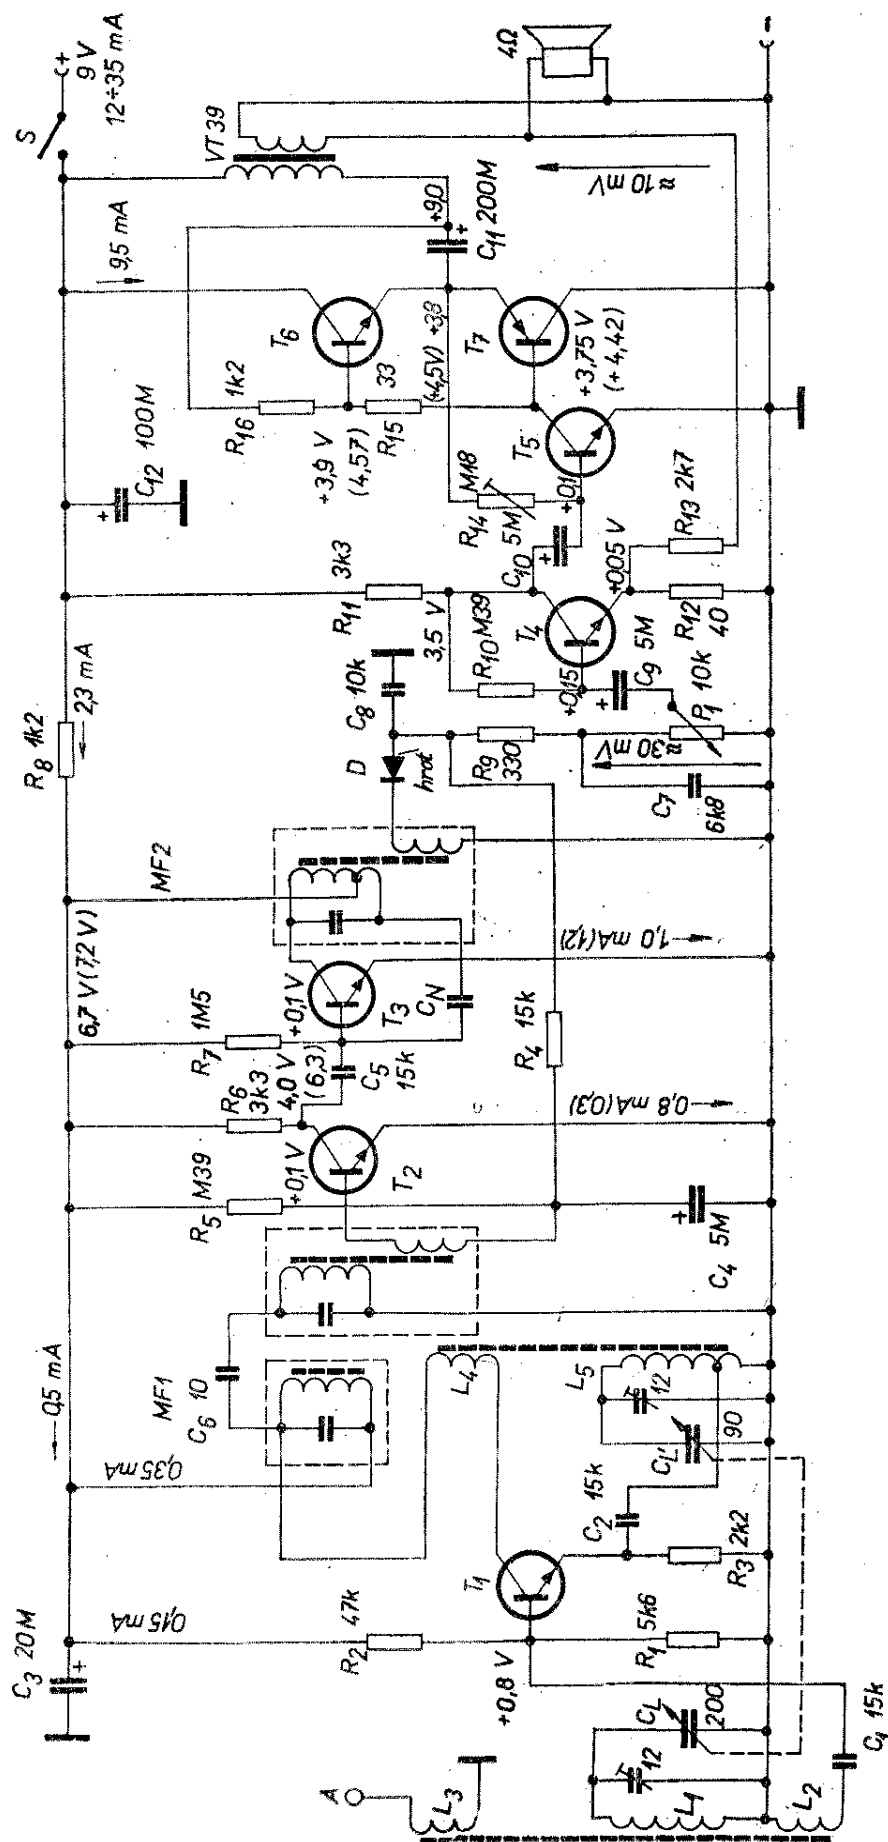 A
L3
L1
L2
12
CL
200
C1 15k
C3 20M
+
0,15 mA
R2 47k
+0,8 V
R1 5k6
T1
R3 2k2
C2 15k
0,35 mA
← 0,5 mA
MF1
C6 10
L4
L5
12
CL'
90
R5 M39
+0,1 V
T2
R6 3k3
4,0 V
(6,3)
C5
15k
C4
5M
+
0,8 mA (0,3)
R7 1M5
+0,1 V
T3
CN
R4 15k
6,7 V (7,2 V)
MF2
1,0 mA (1,2)
R8 1k2
2,3 mA
D
hrot
C8 10k
R9
330
C7
6k8
≈30 mV
P1 10k
C9 5M
+
+0,15
R10 M39
R11 3k3
3,5 V
T4
+0,05 V
R12
40
R13 2k7
C10
5M
+
R14 M18
+0,1
T5
C12 100M
+
R16 1k2
+3,9 V
(4,57)
R15 33
T6
9,5 mA
(+4,5V) +3,8
T7
+3,75 V
(+4,42)
+9,0
C11 200M
+
VT39
≈10 mV
4Ω
S
(+
9 V
12÷35 mA
−